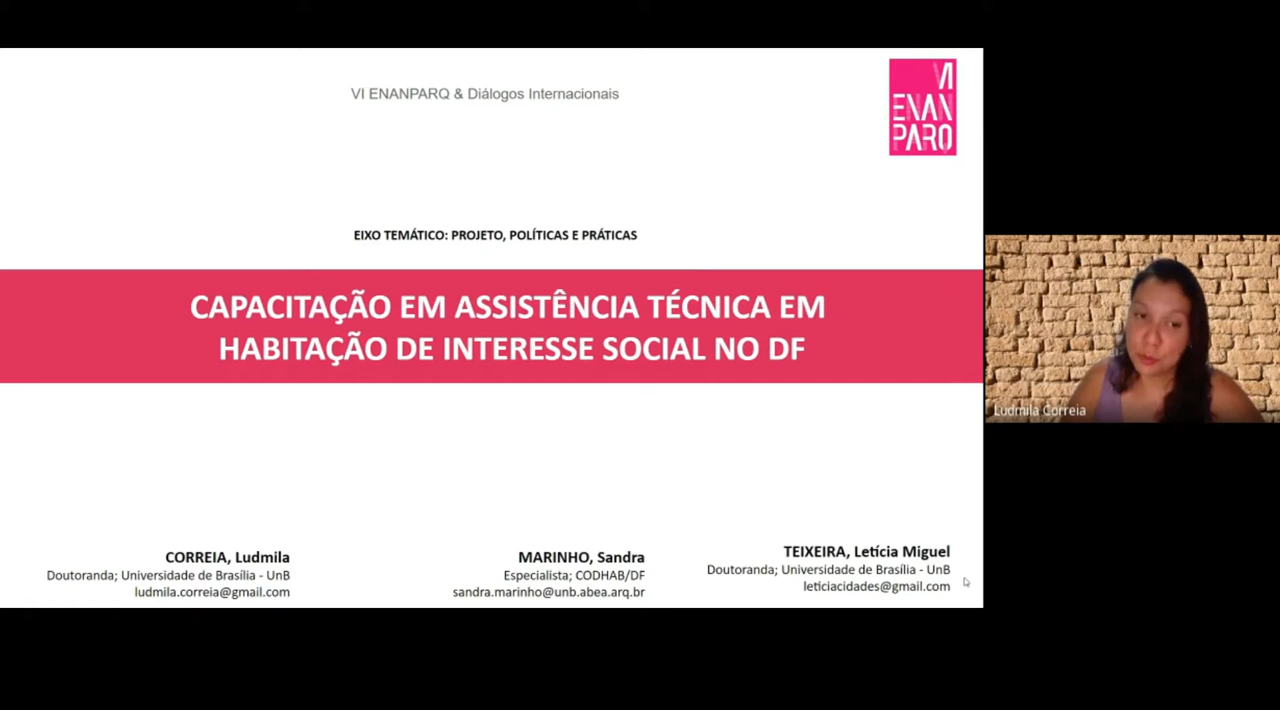 VI ENANPARQ & Diálogos Internacionais
VI
ENAN
PARQ
EIXO TEMÁTICO: PROJETO, POLÍTICAS E PRÁTICAS
CAPACITAÇÃO EM ASSISTÊNCIA TÉCNICA EM
HABITAÇÃO DE INTERESSE SOCIAL NO DF
Ludmila Correia
CORREIA, Ludmila
Doutoranda; Universidade de Brasília - UnB
ludmila.correia@gmail.com
MARINHO, Sandra
Especialista; CODHAB/DF
sandra.marinho@unb.abea.arq.br
TEIXEIRA, Letícia Miguel
Doutoranda; Universidade de Brasília - UnB
leticiacidades@gmail.com